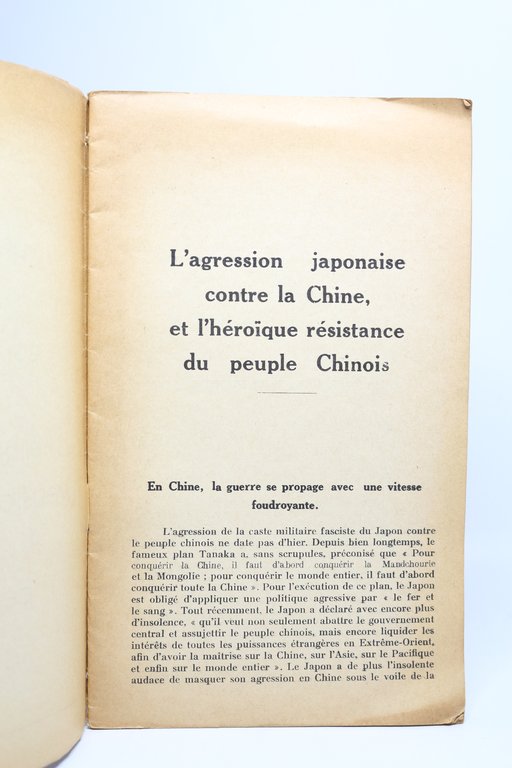 L'agression japonaise
contre la Chine,
et l'héroïque résistance
du peuple Chinois
En Chine, la guerre se propage avec une vitesse
foudroyante.
L'agression de la caste militaire fasciste du Japon contre
le peuple chinois ne date pas d'hier. Depuis bien longtemps, le
fameux plan Tanaka a, sans scrupules, préconisé que « Pour
conquérir la Chine, il faut d'abord conquérir la Mandchourie
et la Mongolie ; pour conquérir le monde entier, il faut d'abord
conquérir toute la Chine ». Pour l'exécution de ce plan, le Japon
est obligé d'appliquer une politique agressive par « le fer et
le sang ». Tout récemment, le Japon a déclaré avec encore plus
d'insolence, « qu'il veut non seulement abattre le gouvernement
central et assujettir le peuple chinois, mais encore liquider les
intérêts de toutes les puissances étrangères en Extrême-Orient,
afin d'avoir la maitrise sur la Chine, sur l'Asie, sur le Pacifique
et enfin sur le monde entier ». Le Japon a de plus l'insolente
audace de masquer son agression en Chine sous le voile de la